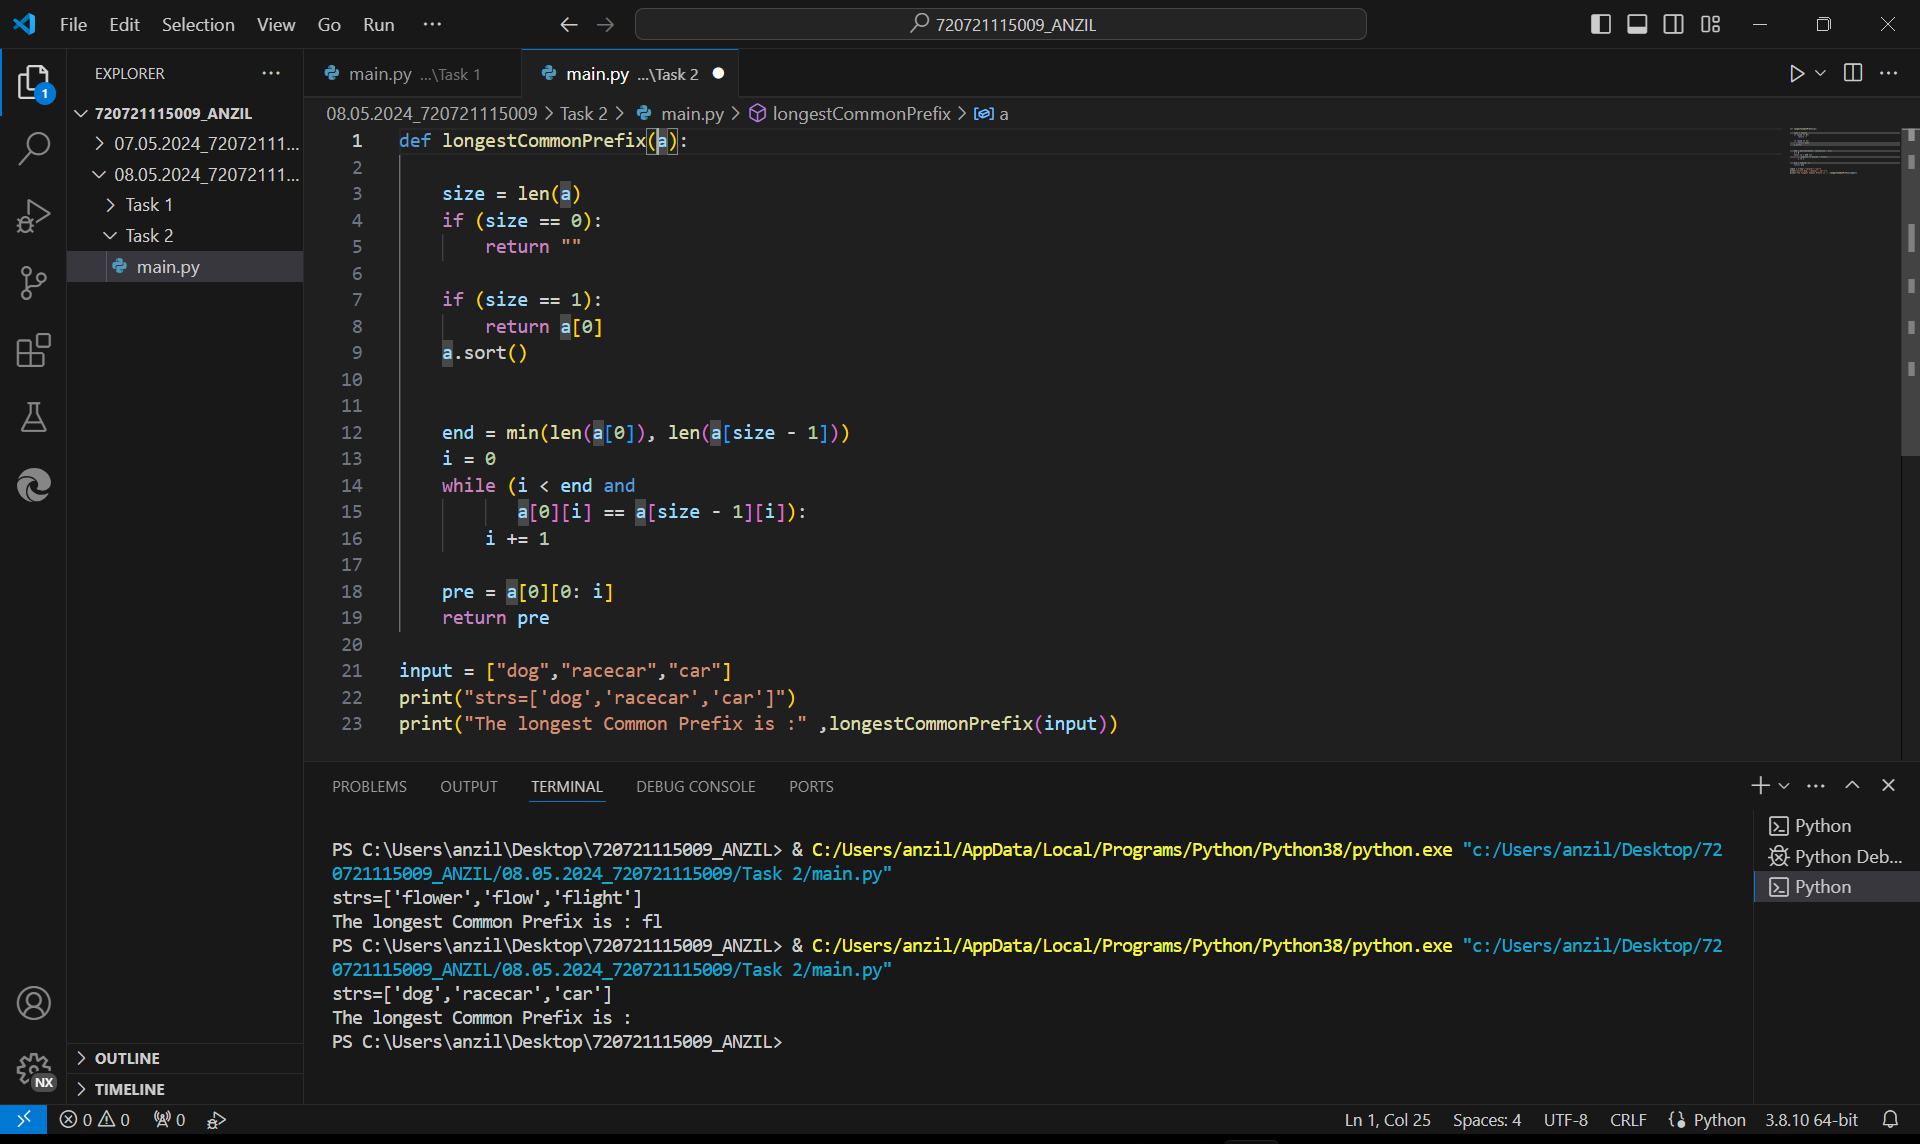 File Edit Selection View Go Run ···
720721115009_ANZIL
EXPLORER
main.py ...\Task 1
main.py ...\Task 2
1
720721115009_ANZIL
07.05.2024_72072111...
08.05.2024_72072111...
Task 1
Task 2
main.py
08.05.2024_720721115009 > Task 2 > main.py > longestCommonPrefix > a
1 def longestCommonPrefix(a):
2
3 size = len(a)
4 if (size == 0):
5 return ""
6
7 if (size == 1):
8 return a[0]
9 a.sort()
10
11
12 end = min(len(a[0]), len(a[size - 1]))
13 i = 0
14 while (i < end and
15 a[0][i] == a[size - 1][i]):
16 i += 1
17
18 pre = a[0][0: i]
19 return pre
20
21 input = ["dog","racecar","car"]
22 print("strs=['dog','racecar','car']")
23 print("The longest Common Prefix is :" ,longestCommonPrefix(input))
PROBLEMS OUTPUT TERMINAL DEBUG CONSOLE PORTS
PS C:\Users\anzil\Desktop\720721115009_ANZIL> & C:/Users/anzil/AppData/Local/Programs/Python/Python38/python.exe "c:/Users/anzil/Desktop/72
0721115009_ANZIL/08.05.2024_720721115009/Task 2/main.py"
strs=['flower','flow','flight']
The longest Common Prefix is : fl
PS C:\Users\anzil\Desktop\720721115009_ANZIL> & C:/Users/anzil/AppData/Local/Programs/Python/Python38/python.exe "c:/Users/anzil/Desktop/72
0721115009_ANZIL/08.05.2024_720721115009/Task 2/main.py"
strs=['dog','racecar','car']
The longest Common Prefix is :
PS C:\Users\anzil\Desktop\720721115009_ANZIL>
Python
Python Deb...
Python
OUTLINE
TIMELINE
NX
0 0 0
Ln 1, Col 25 Spaces: 4 UTF-8 CRLF Python 3.8.10 64-bit